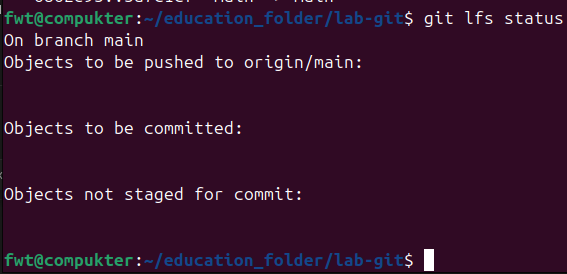 fwt@compukter:~/education_folder/lab-git$ git lfs status
On branch main
Objects to be pushed to origin/main:
Objects to be committed:
Objects not staged for commit:
fwt@compukter:~/education_folder/lab-git$